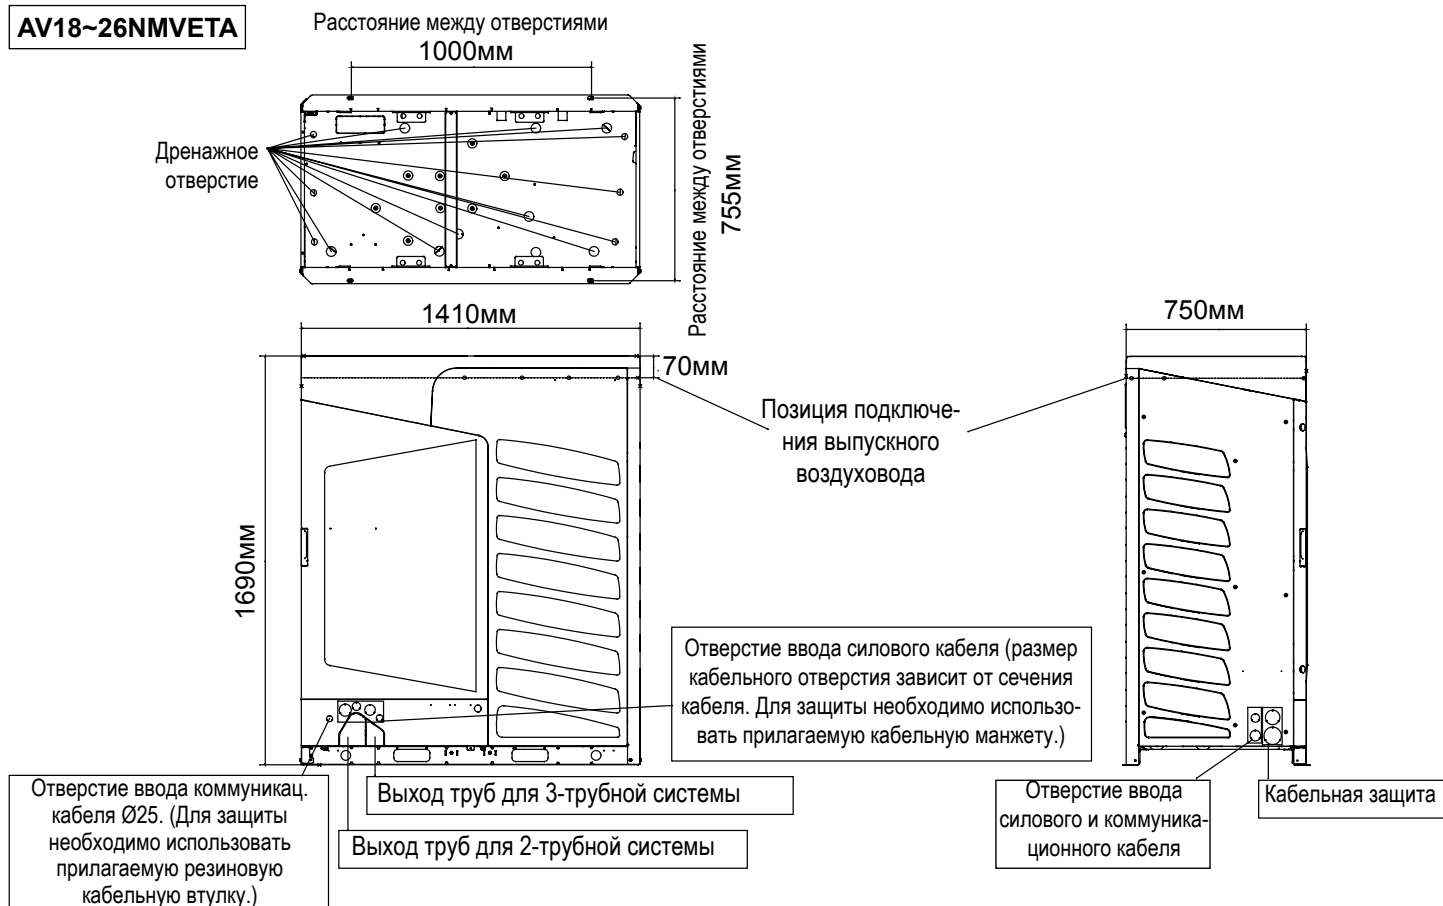 AV18~26NMVETA
Расстояние между отверстиями
1000мм
Дренажное
отверстие
Расстояние между отверстиями
755мм
1410мм
750мм
70мм
Позиция подключе-
ния выпускного
воздуховода
1690мм
Отверстие ввода силового кабеля (размер
кабельного отверстия зависит от сечения
кабеля. Для защиты необходимо использо-
вать прилагаемую кабельную манжету.)
Отверстие ввода коммуникац.
кабеля Ø25. (Для защиты
необходимо использовать
прилагаемую резиновую
кабельную втулку.)
Выход труб для 3-трубной системы
Выход труб для 2-трубной системы
Отверстие ввода
силового и коммуника-
ционного кабеля
Кабельная защита